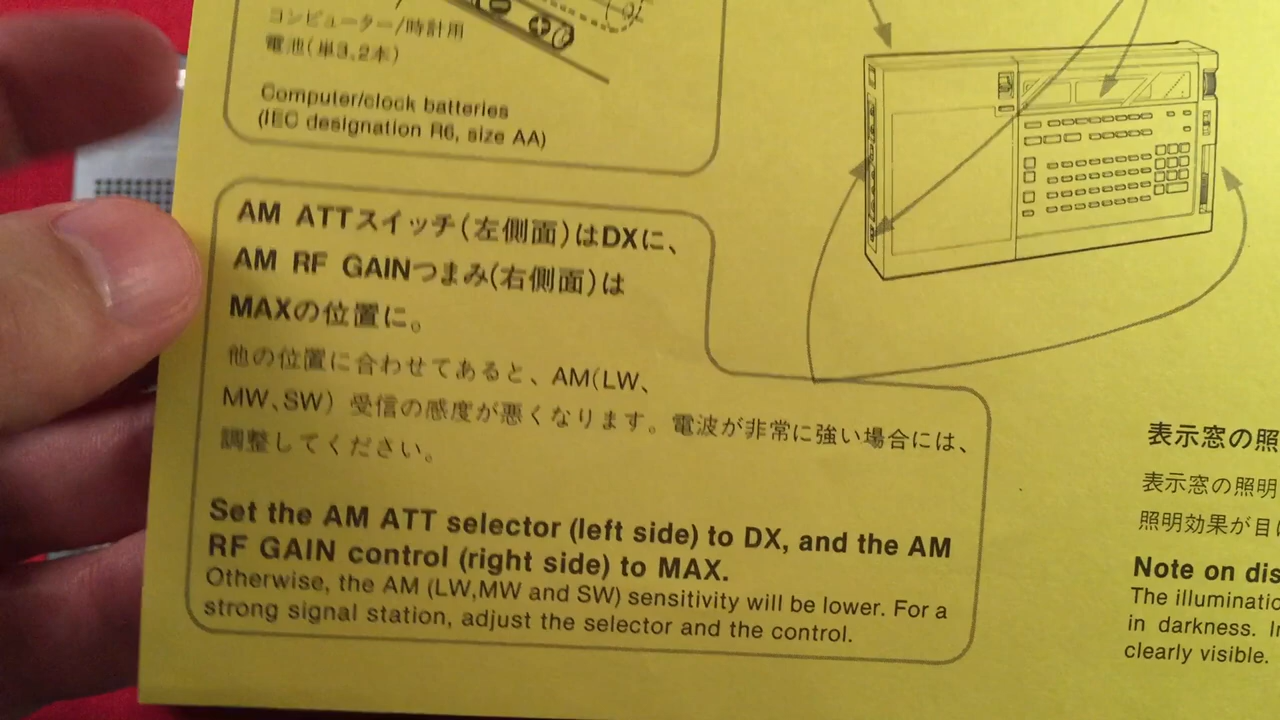 コンピューター/時計用
電池(単3、2本)
Computer/clock batteries
(IEC designation R6, size AA)
AM ATTスイッチ(左側面)はDXに、
AM RF GAINつまみ(右側面)は
MAXの位置に。
他の位置に合わせてあると、AM(LW、
MW、SW) 受信の感度が悪くなります。電波が非常に強い場合には、
調整してください。
Set the AM ATT selector (left side) to DX, and the AM
RF GAIN control (right side) to MAX.
Otherwise, the AM (LW,MW and SW) sensitivity will be lower. For a
strong signal station, adjust the selector and the control.
表示窓の照
表示窓の照明
照明効果が目
Note on dis
The illuminatio
in darkness. I
clearly visible.